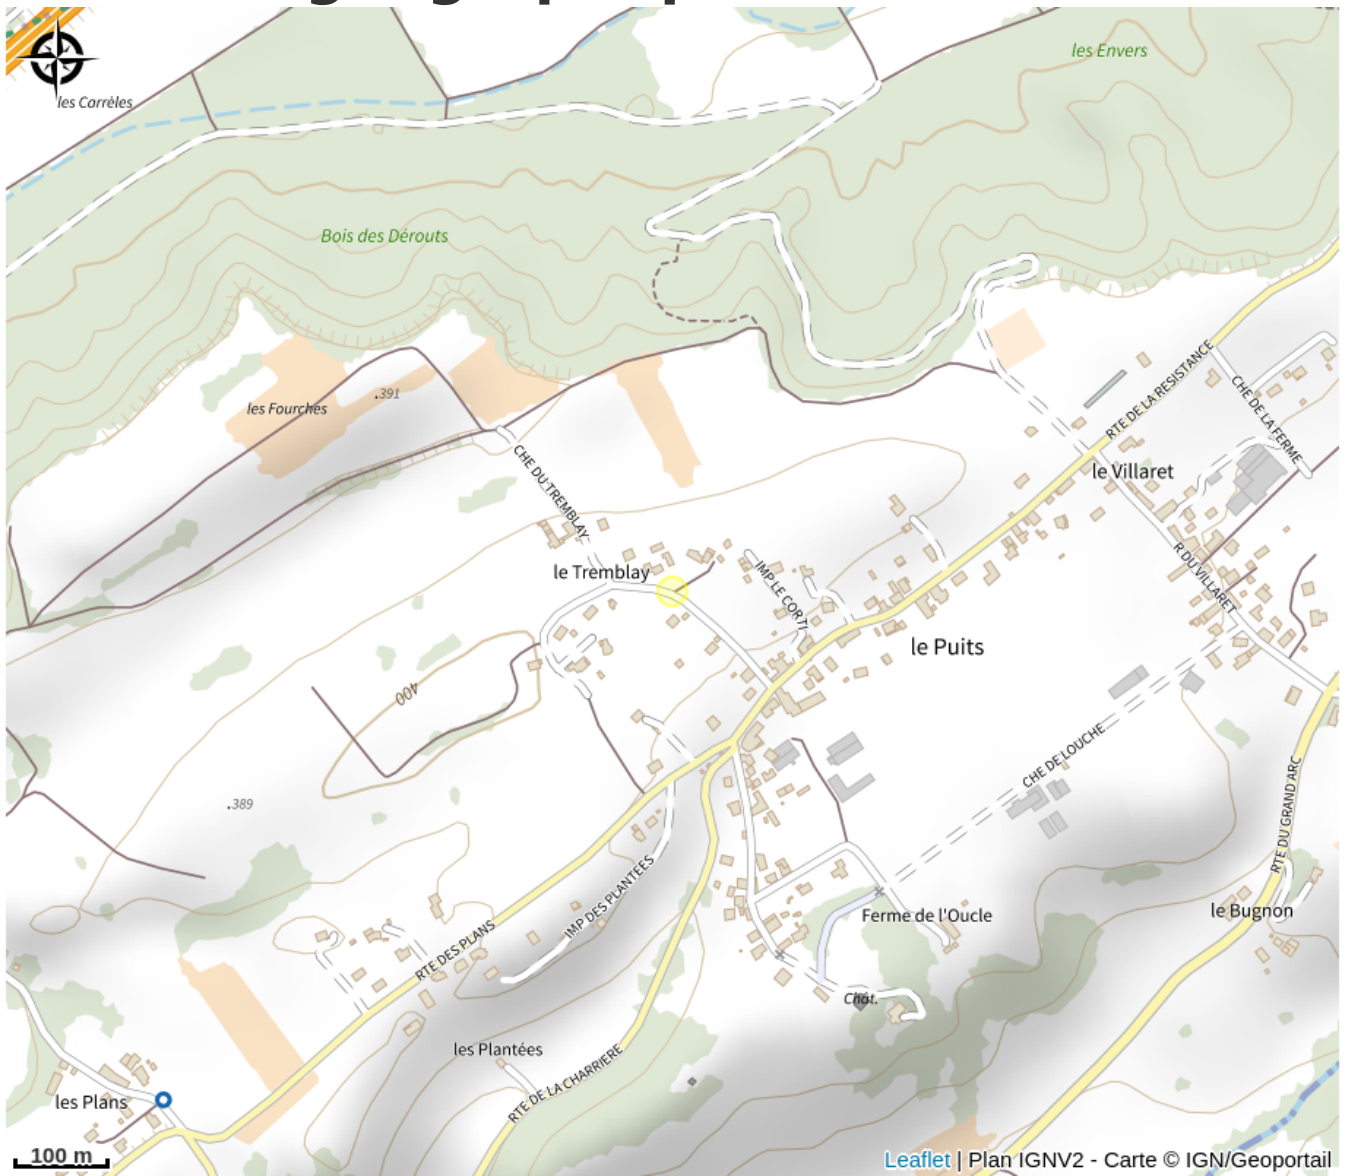 les Envers
les Carrèles
Bois des Dérouts
.391
les Fourches
RTE DE LA RESISTANCE
CHE DE LA FERME
CHE DU TREMBLAY
le Villaret
le Tremblay
IMP LE CORTI
R DU VILLARET
le Puits
400
CHE DE LOUCHE
.389
RTE DU GRAND ARC
IMP DES PLANTEES
Ferme de l'Oucle
le Bugnon
RTE DES PLANS
Chât.
les Plantées
RTE DE LA CHARRIERE
les Plans
100 m
Leaflet | Plan IGNV2 - Carte © IGN/Geoportail